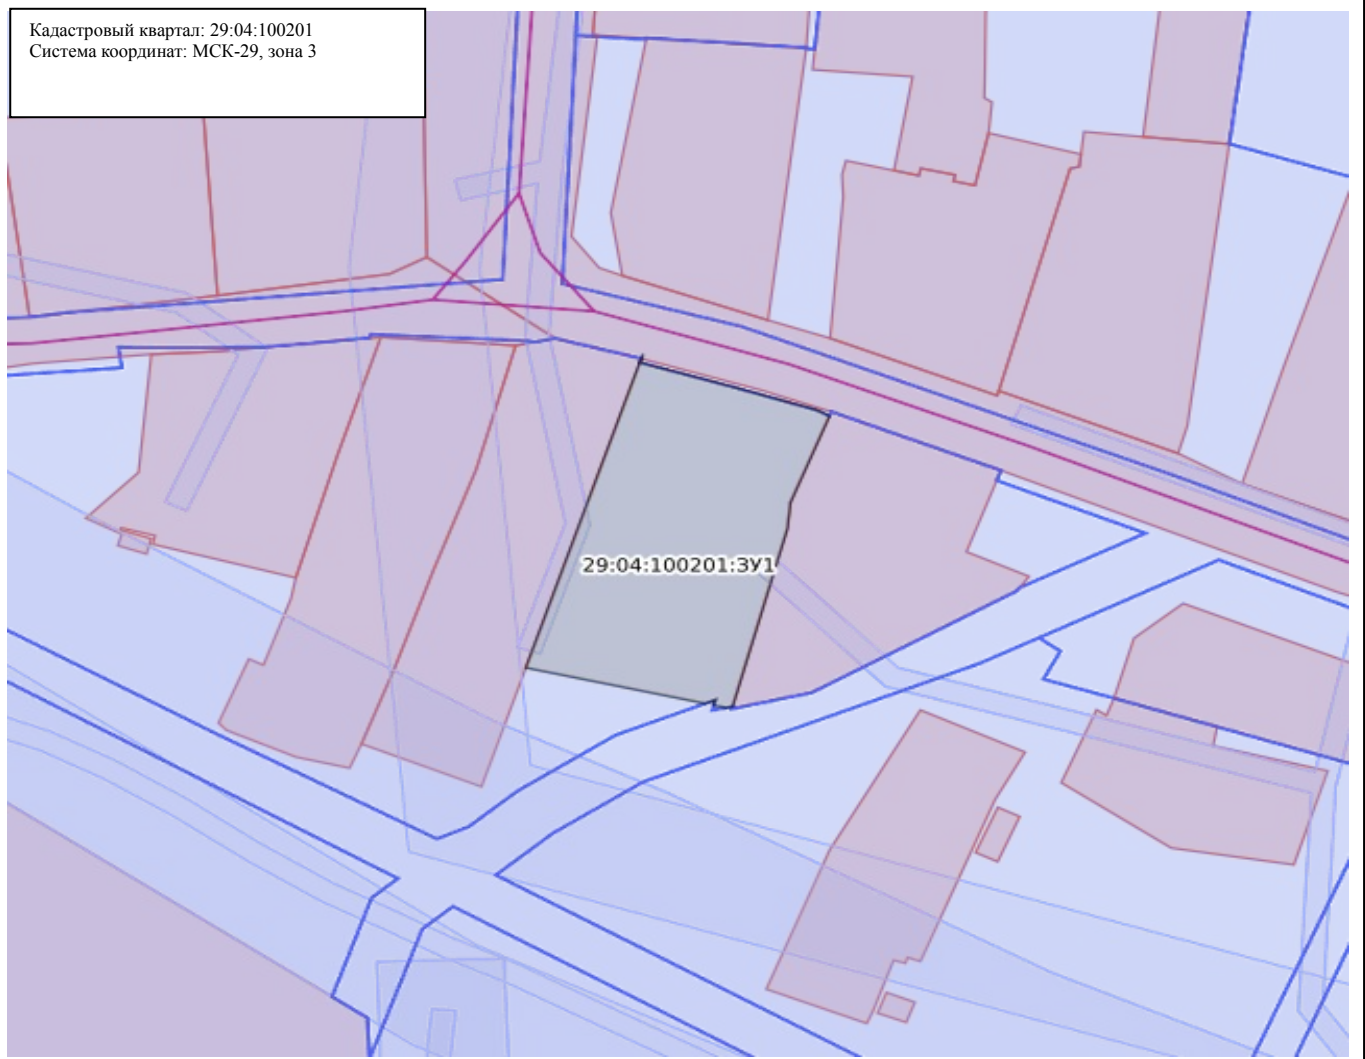 Кадастровый квартал: 29:04:100201
Система координат: МСК-29, зона 3
29:04:100201:ЗУ1